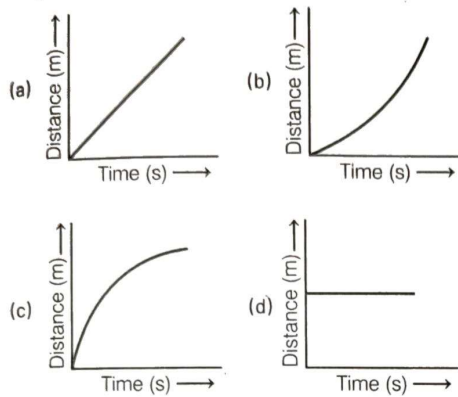 (a)
Distance (m) →
Time (s) →
(b)
Distance (m) →
Time (s) →
(c)
Distance (m) →
Time (s) →
(d)
Distance (m) →
Time (s) →